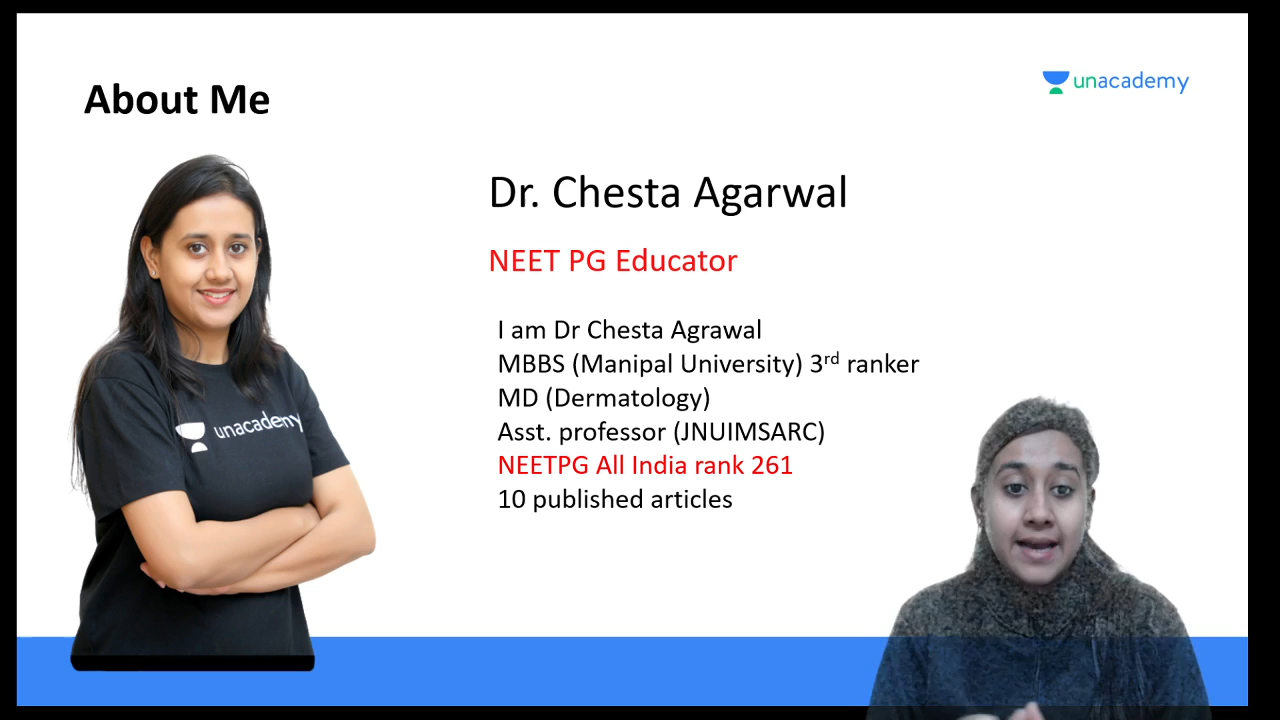 About Me
unacademy
Dr. Chesta Agarwal
NEET PG Educator
I am Dr Chesta Agrawal
MBBS (Manipal University) 3rd ranker
MD (Dermatology)
Asst. professor (JNUIMSARC)
NEETPG All India rank 261
10 published articles
unacademy